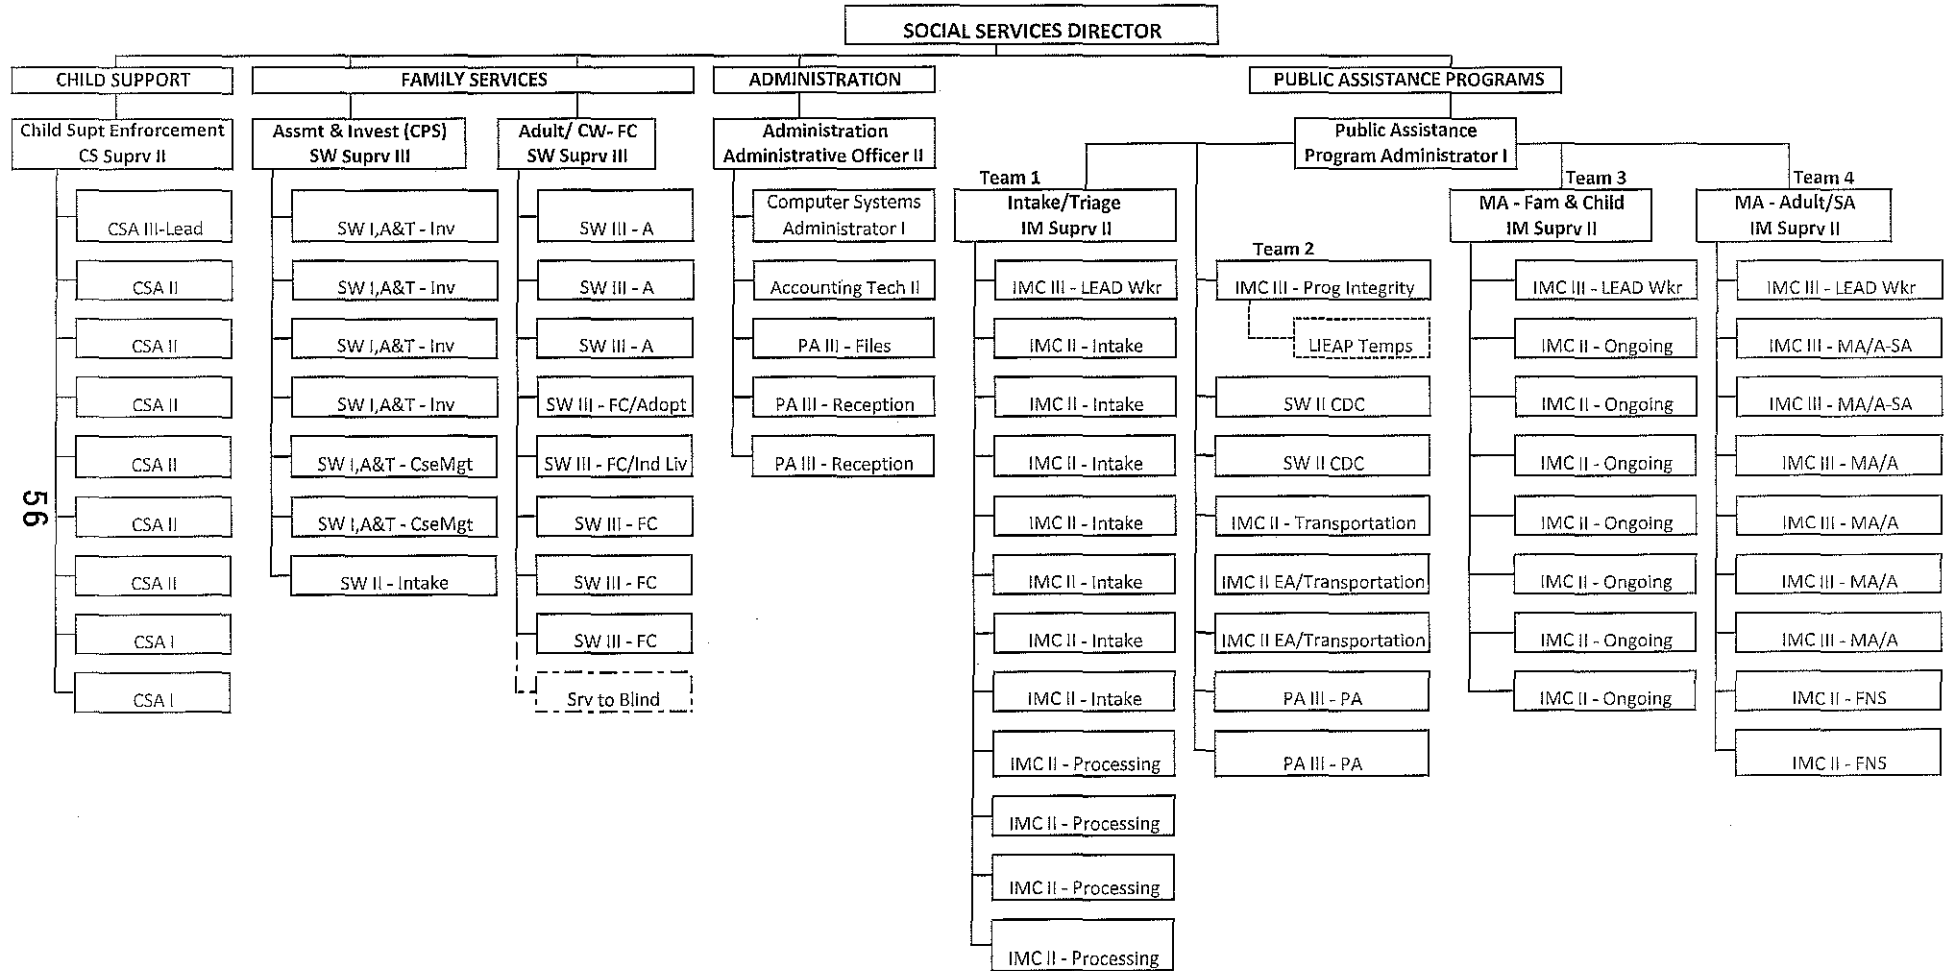 SOCIAL SERVICES DIRECTOR
CHILD SUPPORT
FAMILY SERVICES
ADMINISTRATION
PUBLIC ASSISTANCE PROGRAMS
Child Supt Enforcement
CS Suprv II
CSA III-Lead
CSA II
CSA II
CSA II
CSA II
CSA II
CSA II
CSA I
CSA I
Assmt & Invest (CPS)
SW Suprv III
SW I,A&T - Inv
SW I,A&T - Inv
SW I,A&T - Inv
SW I,A&T - Inv
SW I,A&T - CseMgt
SW I,A&T - CseMgt
SW II - Intake
Adult/ CW- FC
SW Suprv III
SW III - A
SW III - A
SW III - A
SW III - FC/Adopt
SW III - FC/Ind Liv
SW III - FC
SW III - FC
SW III - FC
Srv to Blind
Administration
Administrative Officer II
Computer Systems
Administrator I
Accounting Tech II
PA III - Files
PA III - Reception
PA III - Reception
Public Assistance
Program Administrator I
Team 1
Intake/Triage
IM Suprv II
IMC III - LEAD Wkr
IMC II - Intake
IMC II - Intake
IMC II - Intake
IMC II - Intake
IMC II - Intake
IMC II - Intake
IMC II - Intake
IMC II - Processing
IMC II - Processing
IMC II - Processing
IMC II - Processing
Team 2
IMC III - Prog Integrity
LIEAP Temps
SW II CDC
SW II CDC
IMC II - Transportation
IMC II EA/Transportation
IMC II EA/Transportation
PA III - PA
PA III - PA
Team 3
MA - Fam & Child
IM Suprv II
IMC III - LEAD Wkr
IMC II - Ongoing
IMC II - Ongoing
IMC II - Ongoing
IMC II - Ongoing
IMC II - Ongoing
IMC II - Ongoing
IMC II - Ongoing
Team 4
MA - Adult/SA
IM Suprv II
IMC III - LEAD Wkr
IMC III - MA/A-SA
IMC III - MA/A-SA
IMC III - MA/A
IMC III - MA/A
IMC III - MA/A
IMC III - MA/A
IMC II - FNS
IMC II - FNS
56